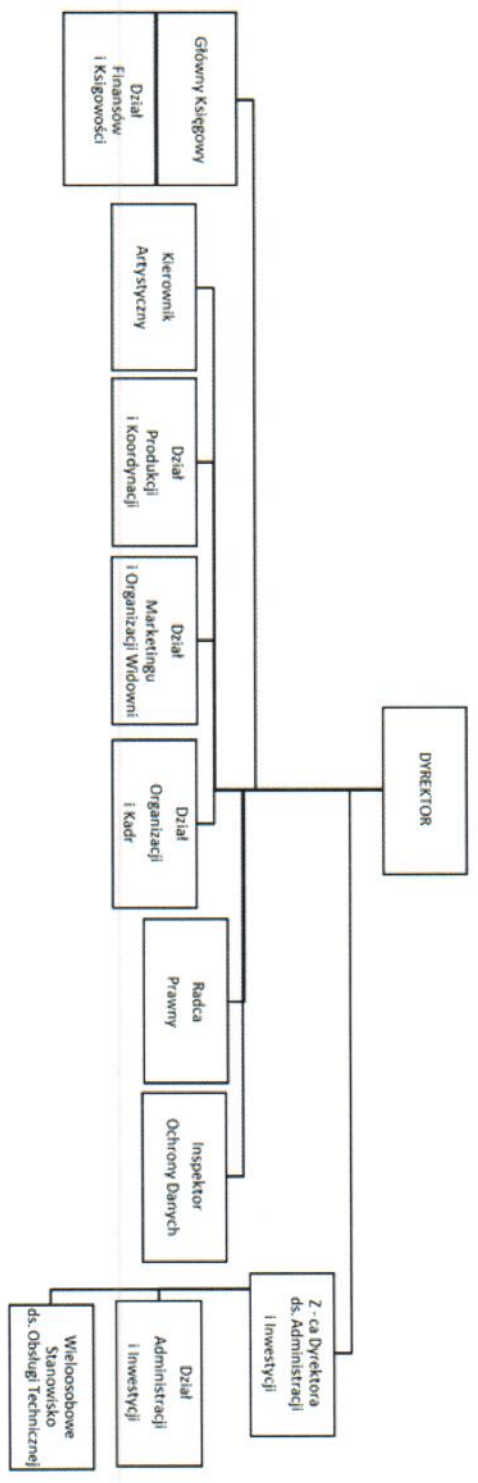 DYREKTOR
Główny Księgowy
Dział
Finansów
i Ksigowości
Kierownik
Artystyczny
Dział
Produkcji
i Koordynacji
Dział
Marketingu
i Organizacji Widowni
Dział
Organizacji
i Kadr
Radca
Prawny
Inspektor
Ochrony Danych
Z - ca Dyrektora
ds. Administracji
i Inwestycji
Dział
Administracji
i Inwestycji
Wieloosobowe
Stanowisko
ds. Obsługi Technicznej